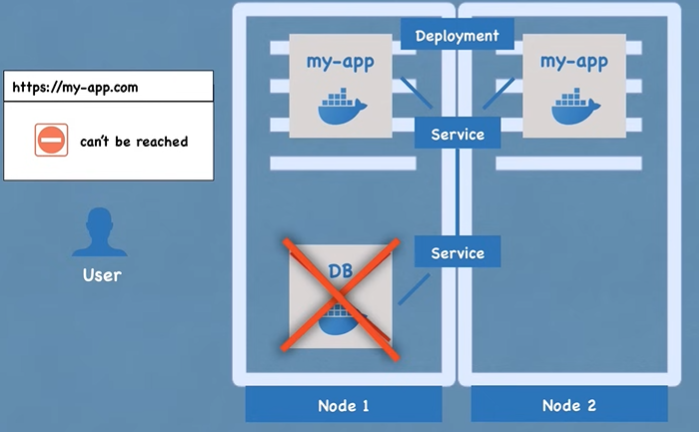 Deployment
my-app
my-app
https://my-app.com
can't be reached
Service
Service
DB
User
Node 1
Node 2